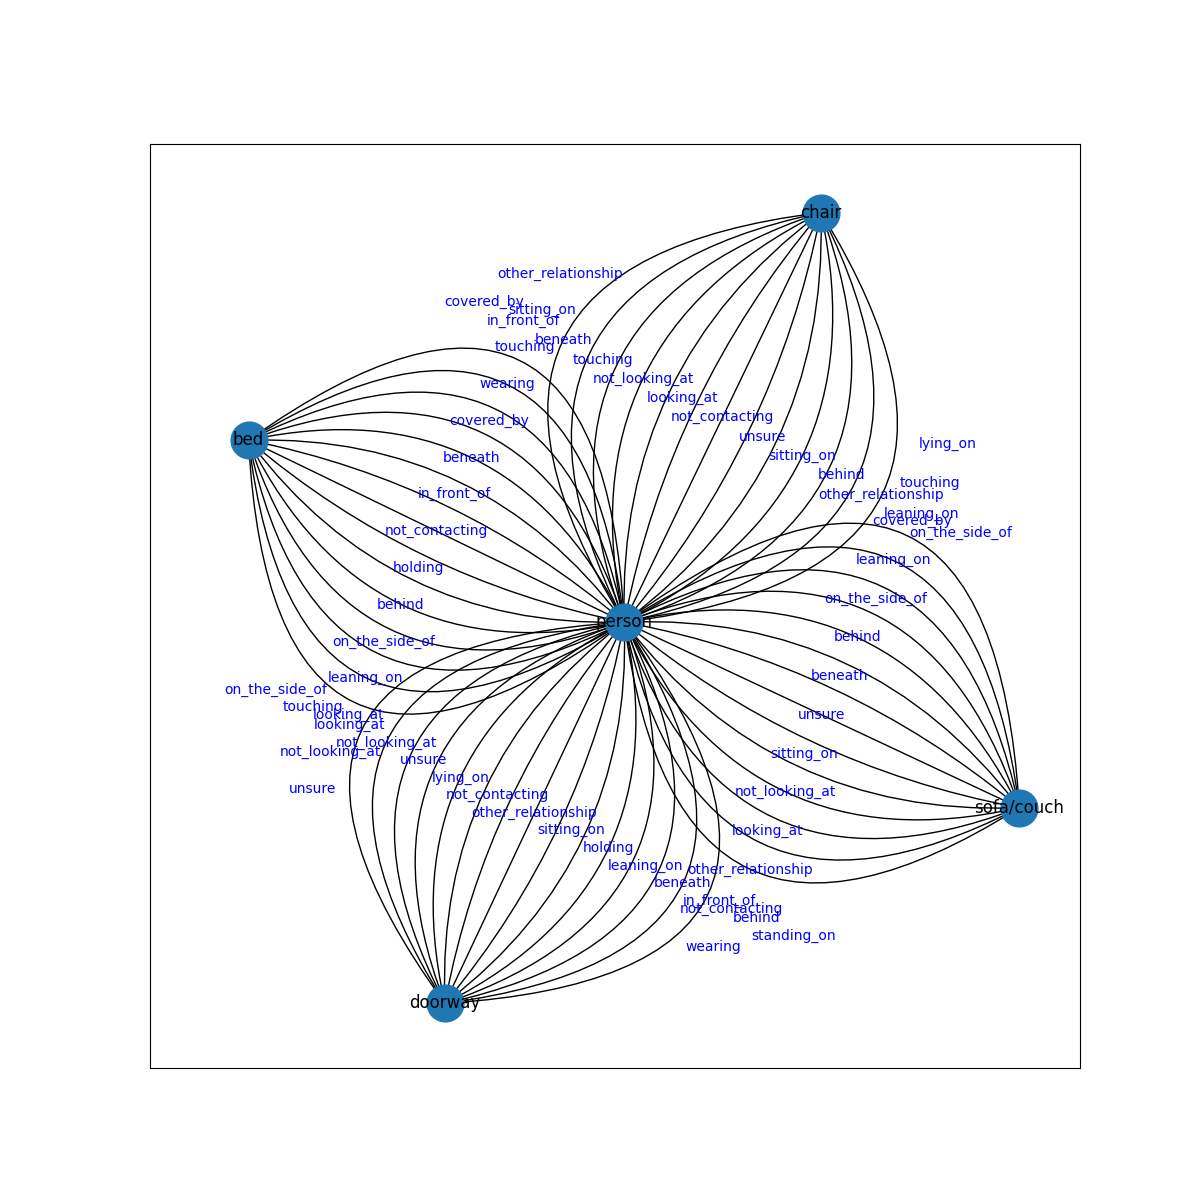 chair
other_relationship
covered_by
sitting_on
in_front_of
beneath
touching
touching
not_looking_at
wearing
looking_at
not_contacting
covered_by
unsure
bed
lying_on
sitting_on
beneath
behind
touching
in_front_of
other_relationship
leaning_on
covered_by
not_contacting
on_the_side_of
leaning_on
holding
on_the_side_of
behind
person
behind
on_the_side_of
beneath
leaning_on
on_the_side_of
touching
looking_at
unsure
looking_at
not_looking_at
not_looking_at
sitting_on
unsure
lying_on
unsure
not_looking_at
not_contacting
sofa/couch
other_relationship
sitting_on
looking_at
holding
leaning_on
other_relationship
beneath
in_front_of
not_contacting
behind
standing_on
wearing
doorway